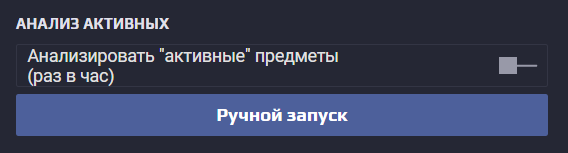 АНАЛИЗ АКТИВНЫХ
Анализировать "активные" предметы
(раз в час)
Ручной запуск